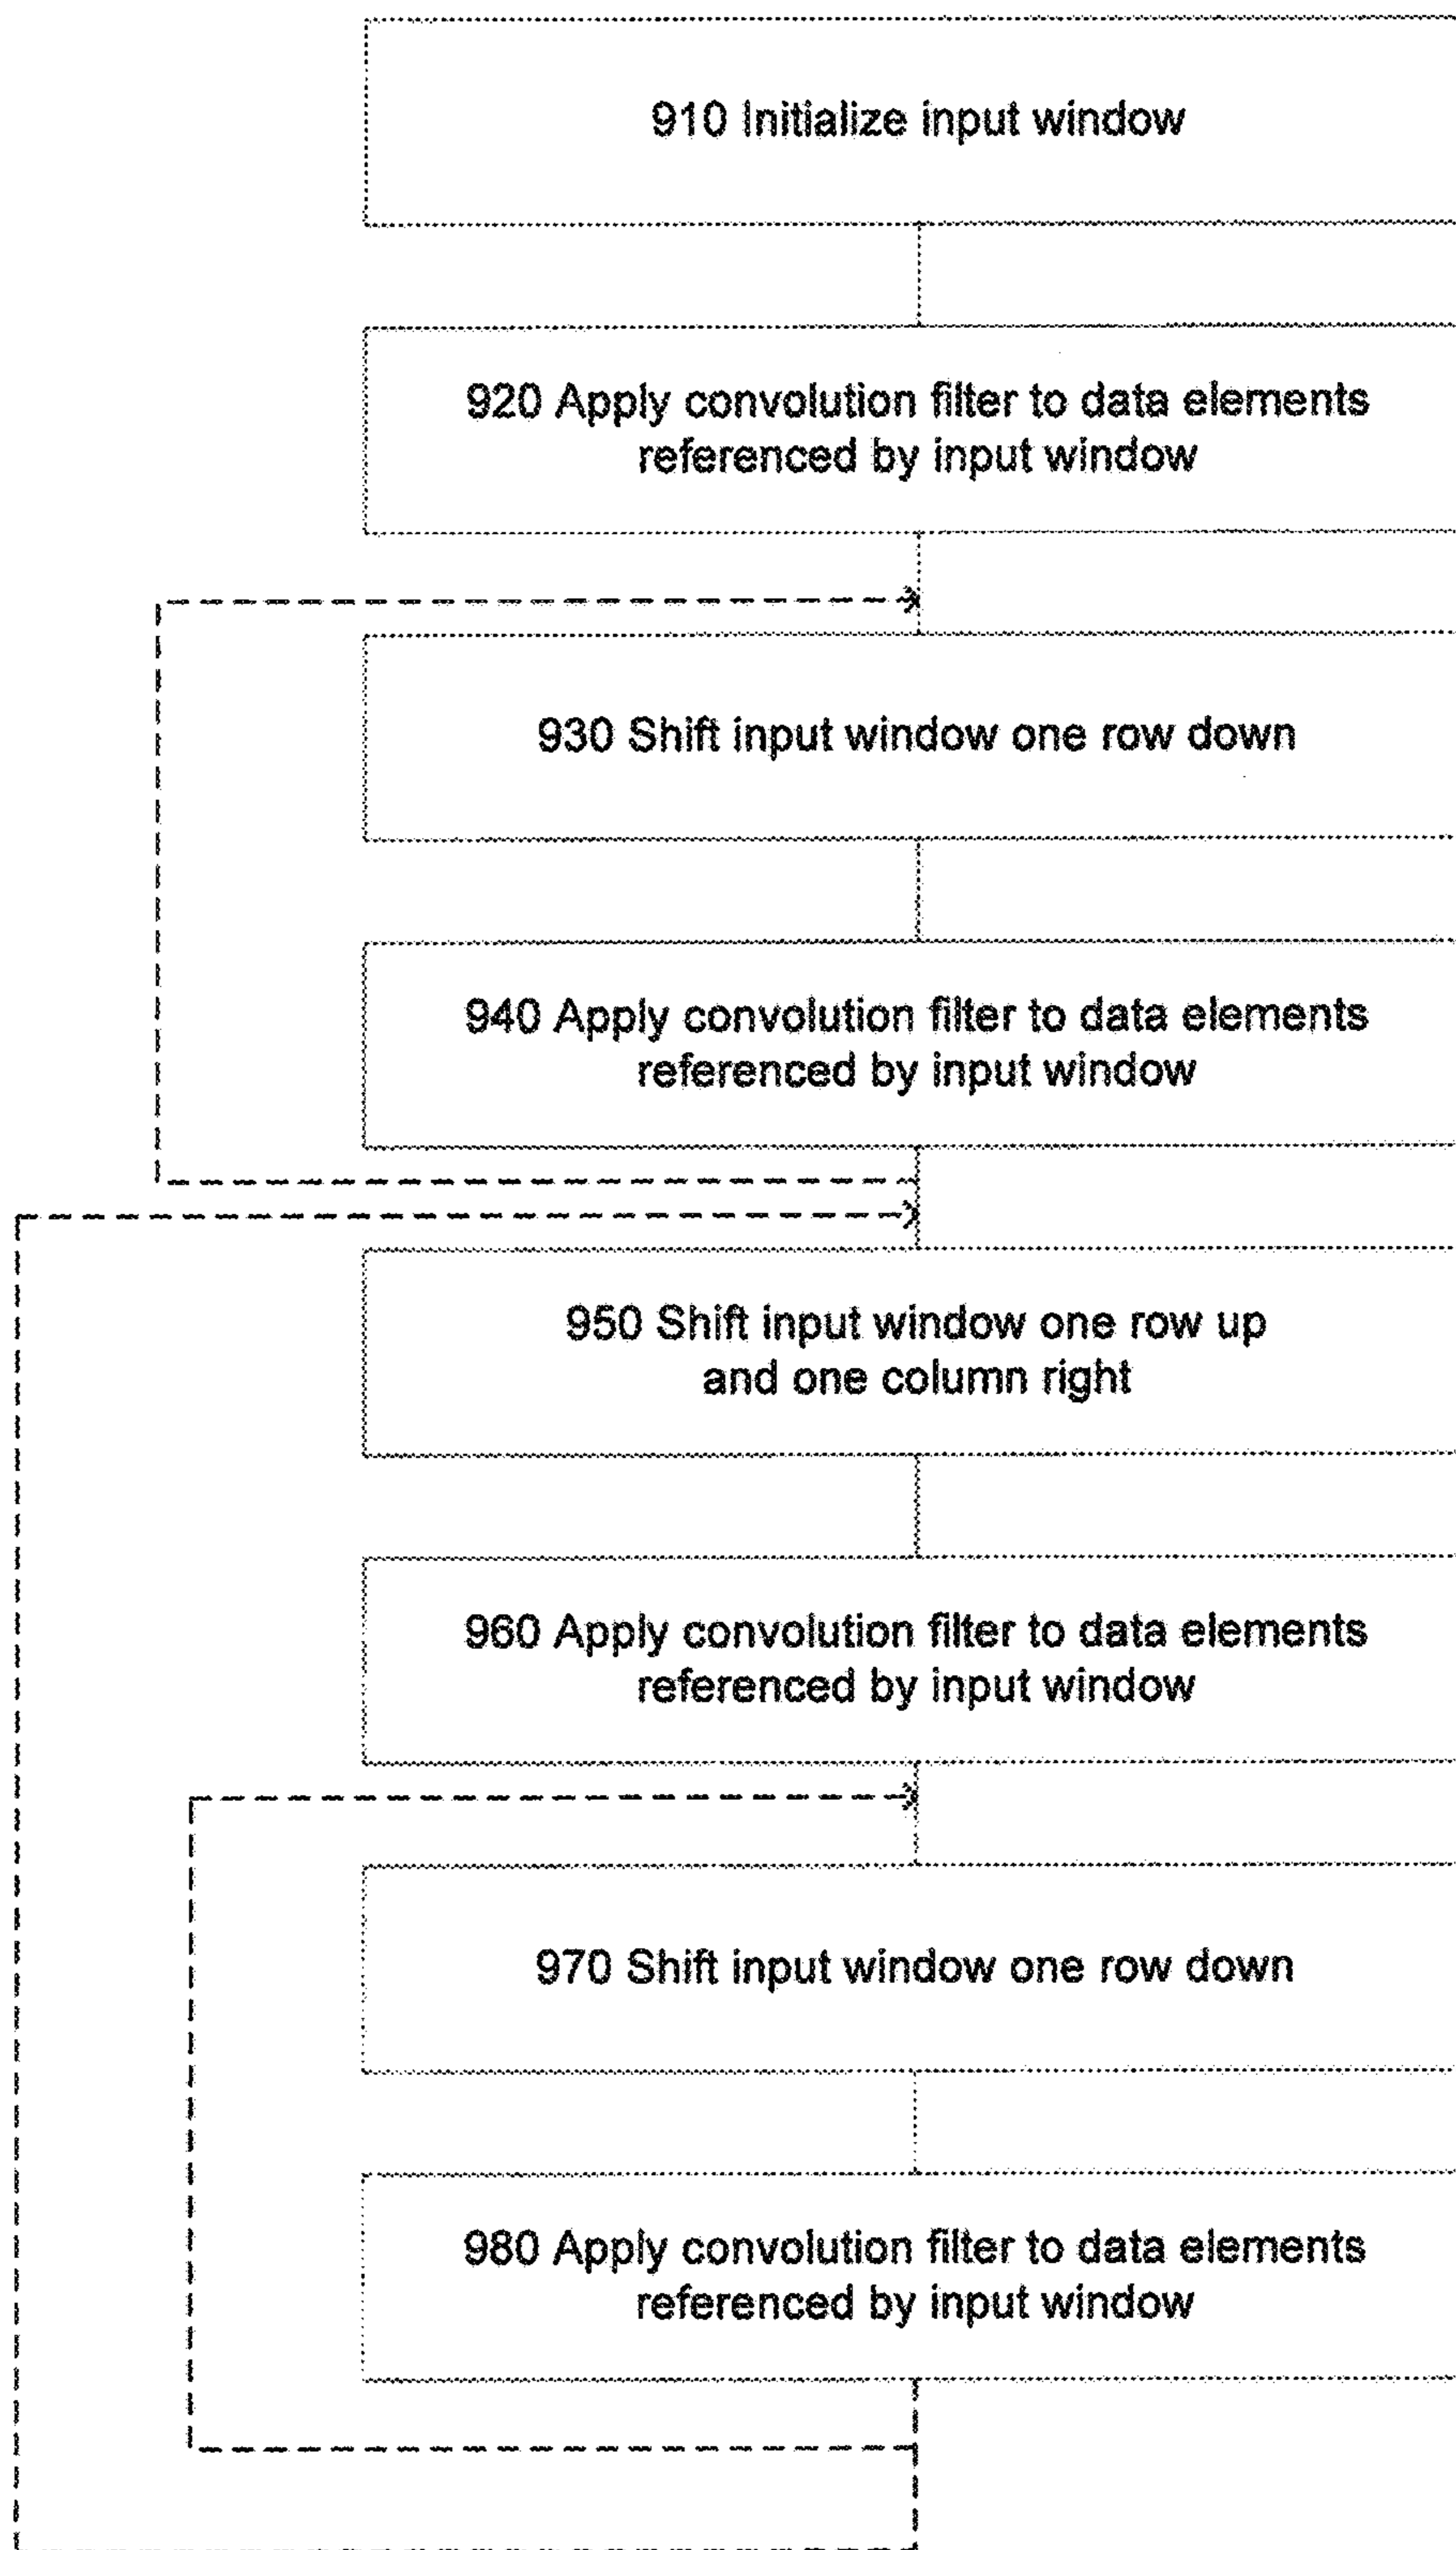 910 Initialize input window
920 Apply convolution filter to data elements
referenced by input window
930 Shift input window one row down
940 Apply convolution filter to data elements
referenced by input window
950 Shift input window one row up
and one column right
960 Apply convolution filter to data elements
referenced by input window
970 Shift input window one row down
980 Apply convolution filter to data elements
referenced by input window